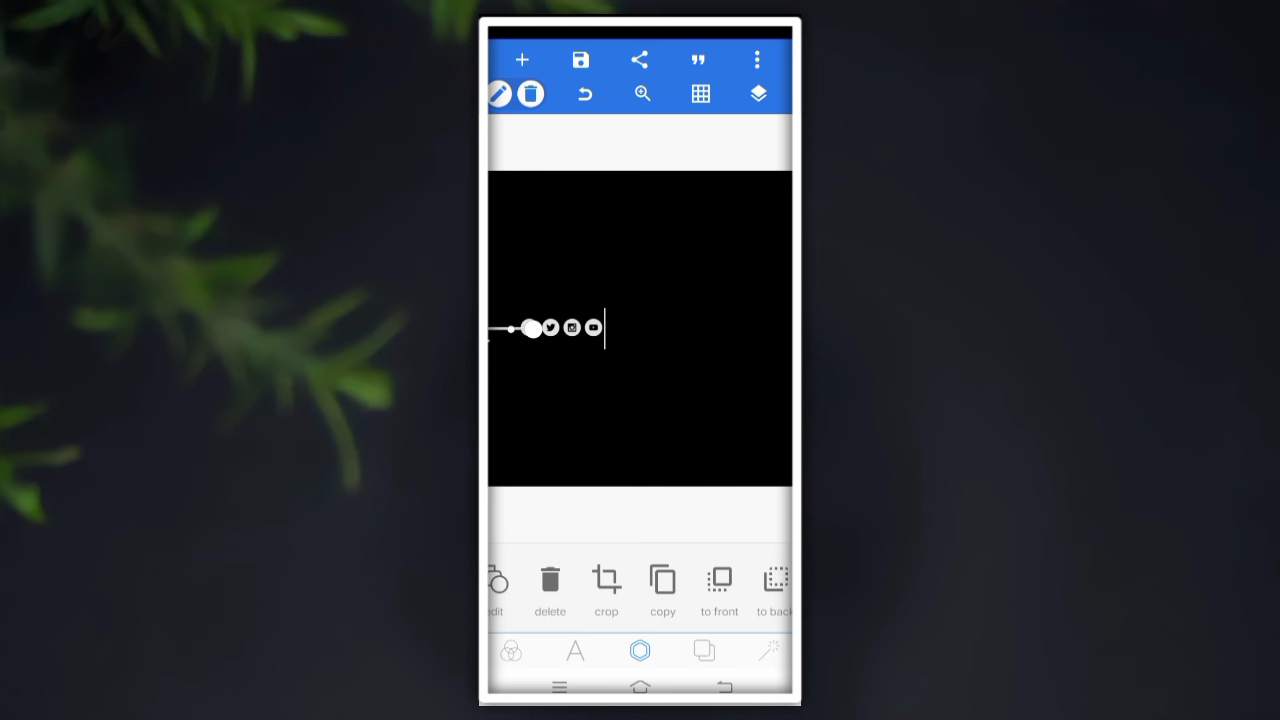 edit
delete
crop
copy
to front
to back